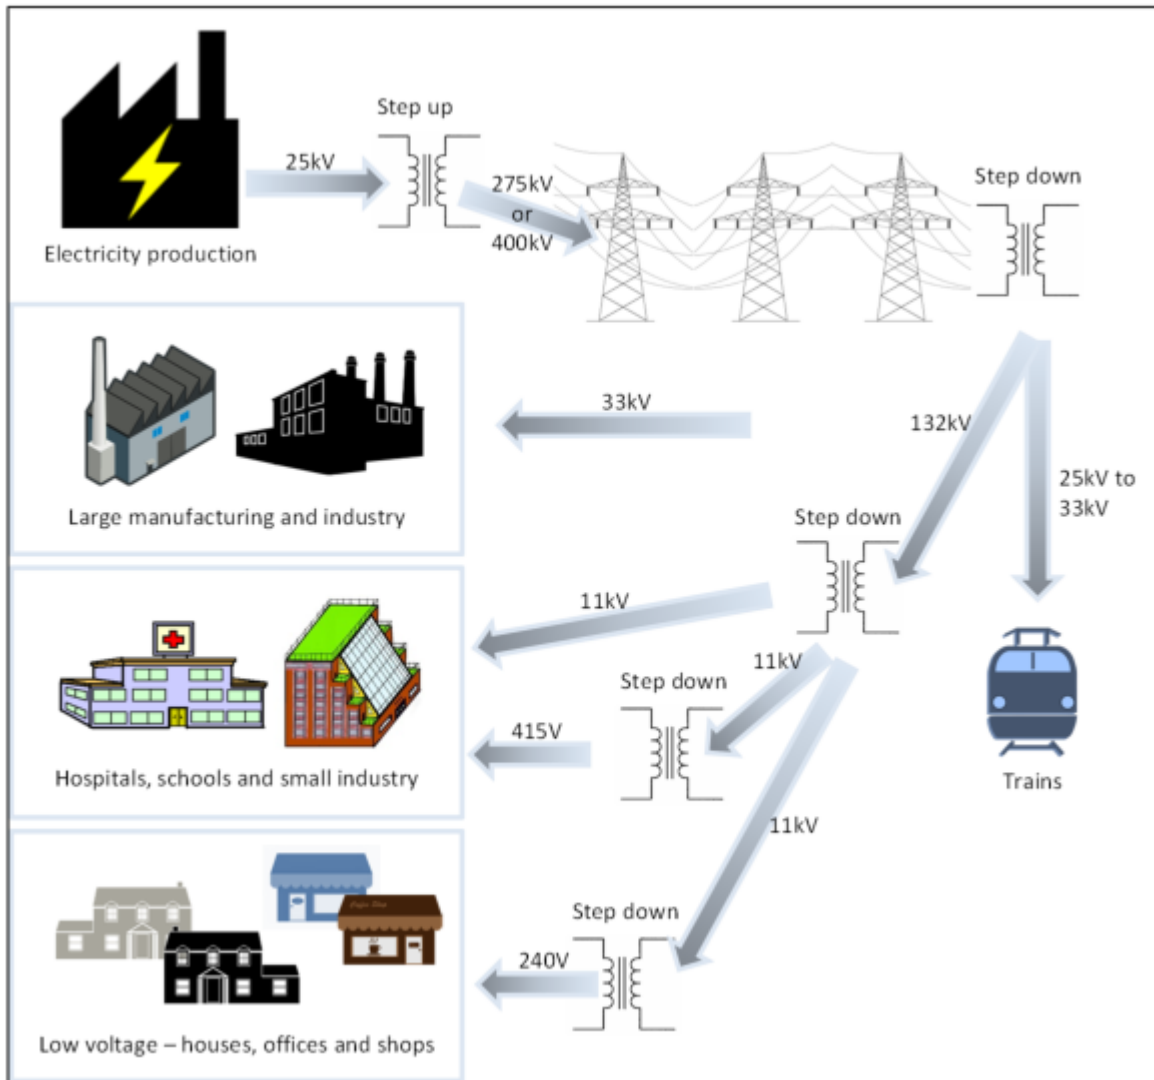 Step up
25kV
275kV
or
400kV
Step down
Electricity production
33kV
132kV
25kV to
33kV
Large manufacturing and industry
Step down
11kV
11kV
Step down
415V
Hospitals, schools and small industry
Trains
11kV
Step down
240V
Low voltage – houses, offices and shops